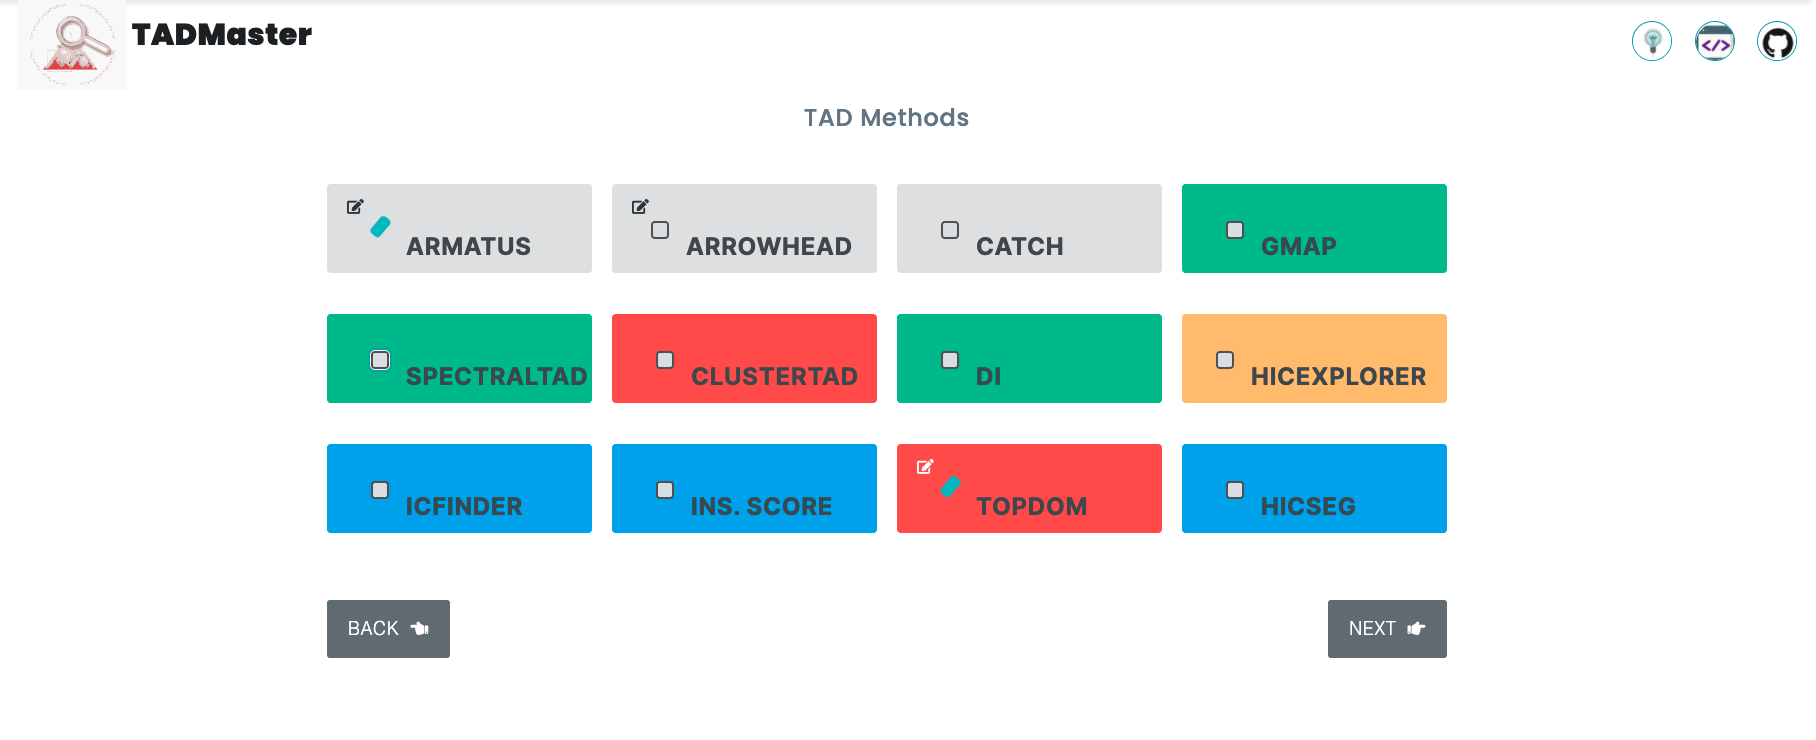 TADMaster
</>
TAD Methods
ARMATUS
ARROWHEAD
CATCH
GMAP
SPECTRALTAD
CLUSTERTAD
DI
HICEXPLORER
ICFINDER
INS. SCORE
TOPDOM
HICSEG
BACK
NEXT